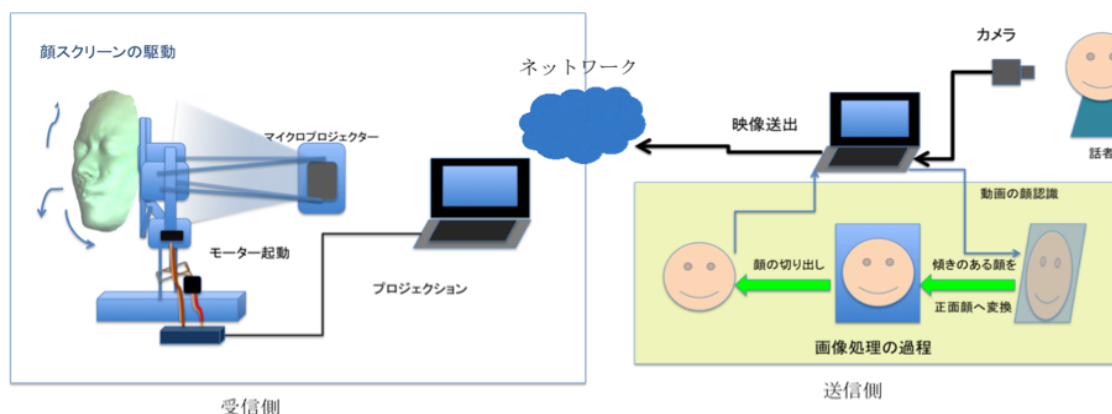 顔スクリーンの駆動
ネットワーク
カメラ
マイクロプロジェクター
映像送出
話者
動画の顔認識
モーター起動
プロジェクション
顔の切り出し
傾きのある顔を
正面顔へ変換
画像処理の過程
受信側
送信側